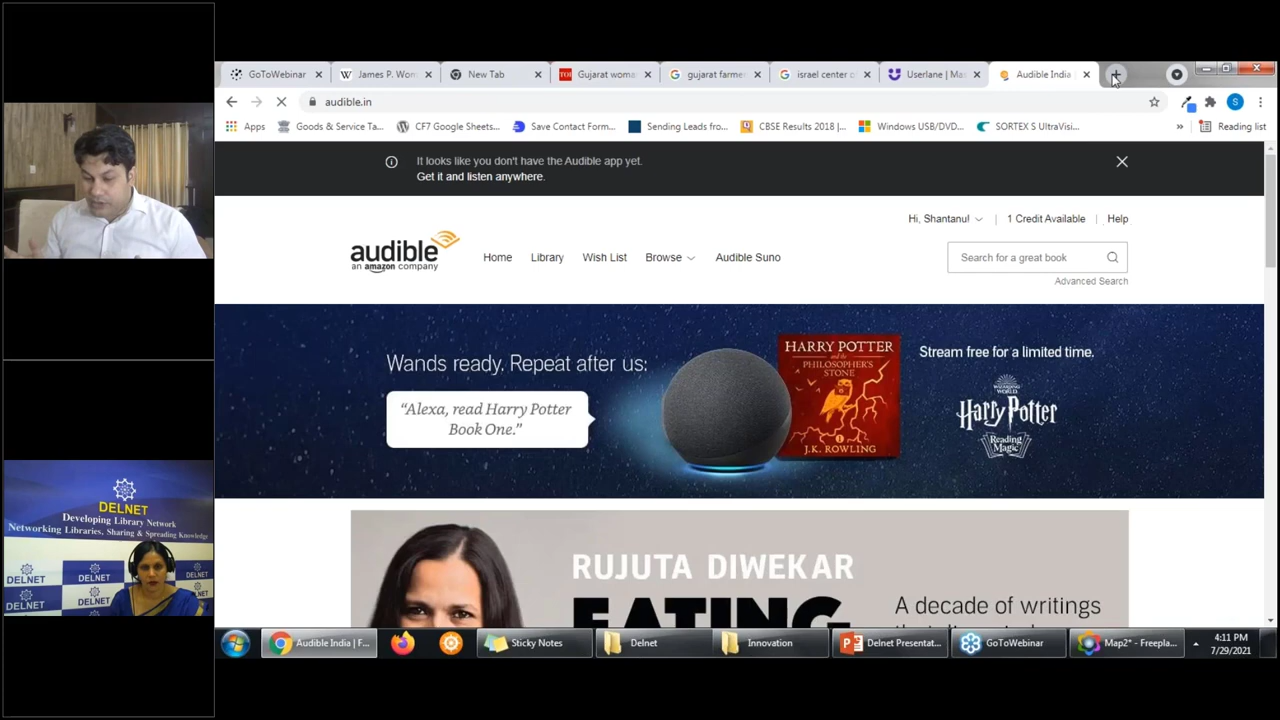 GoToWebinar
James P. Wom
New Tab
TOI
Gujarat woma
gujarat farme
israel center o
Userlane | Ma
Audible India |
audible.in
Apps
Goods & Service Ta...
CF7 Google Sheets...
Save Contact Form...
Sending Leads fro...
CBSE Results 2018 |...
Windows USB/DVD...
SORTEX S UltraVisi...
»
Reading list
It looks like you don't have the Audible app yet.
Get it and listen anywhere.
Hi, Shantanu!
1 Credit Available
Help
audible
an amazon company
Home
Library
Wish List
Browse
Audible Suno
Search for a great book
Advanced Search
Wands ready. Repeat after us:
"Alexa, read Harry Potter
Book One."
HARRY POTTER
and the
PHILOSOPHER'S
STONE
1
J.K. ROWLING
Stream free for a limited time.
WIZARDING
WORLD
Harry Potter
Reading
Magic
RUJUTA DIWEKAR
EATING
A decade of writings
DELNET
Developing Library Network
Networking Libraries, Sharing & Spreading Knowledge
DELNET
DELNET
DELNET
DELNET
DELNET
DELNET
Audible India | F...
Sticky Notes
Delnet
Innovation
Delnet Presentat...
GoToWebinar
Map2* - Freepla...
4:11 PM
7/29/2021